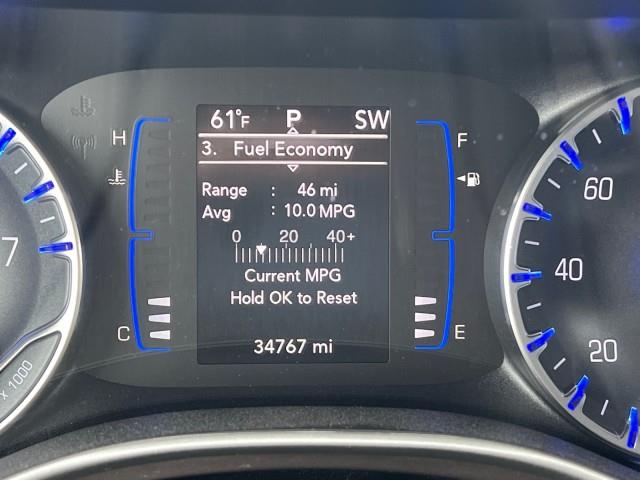 61°F P SW
3. Fuel Economy
Range : 46 mi
Avg : 10.0 MPG
0 20 40+
Current MPG
Hold OK to Reset
34767 mi
H
C
F
E
7
x 1000
60
40
20